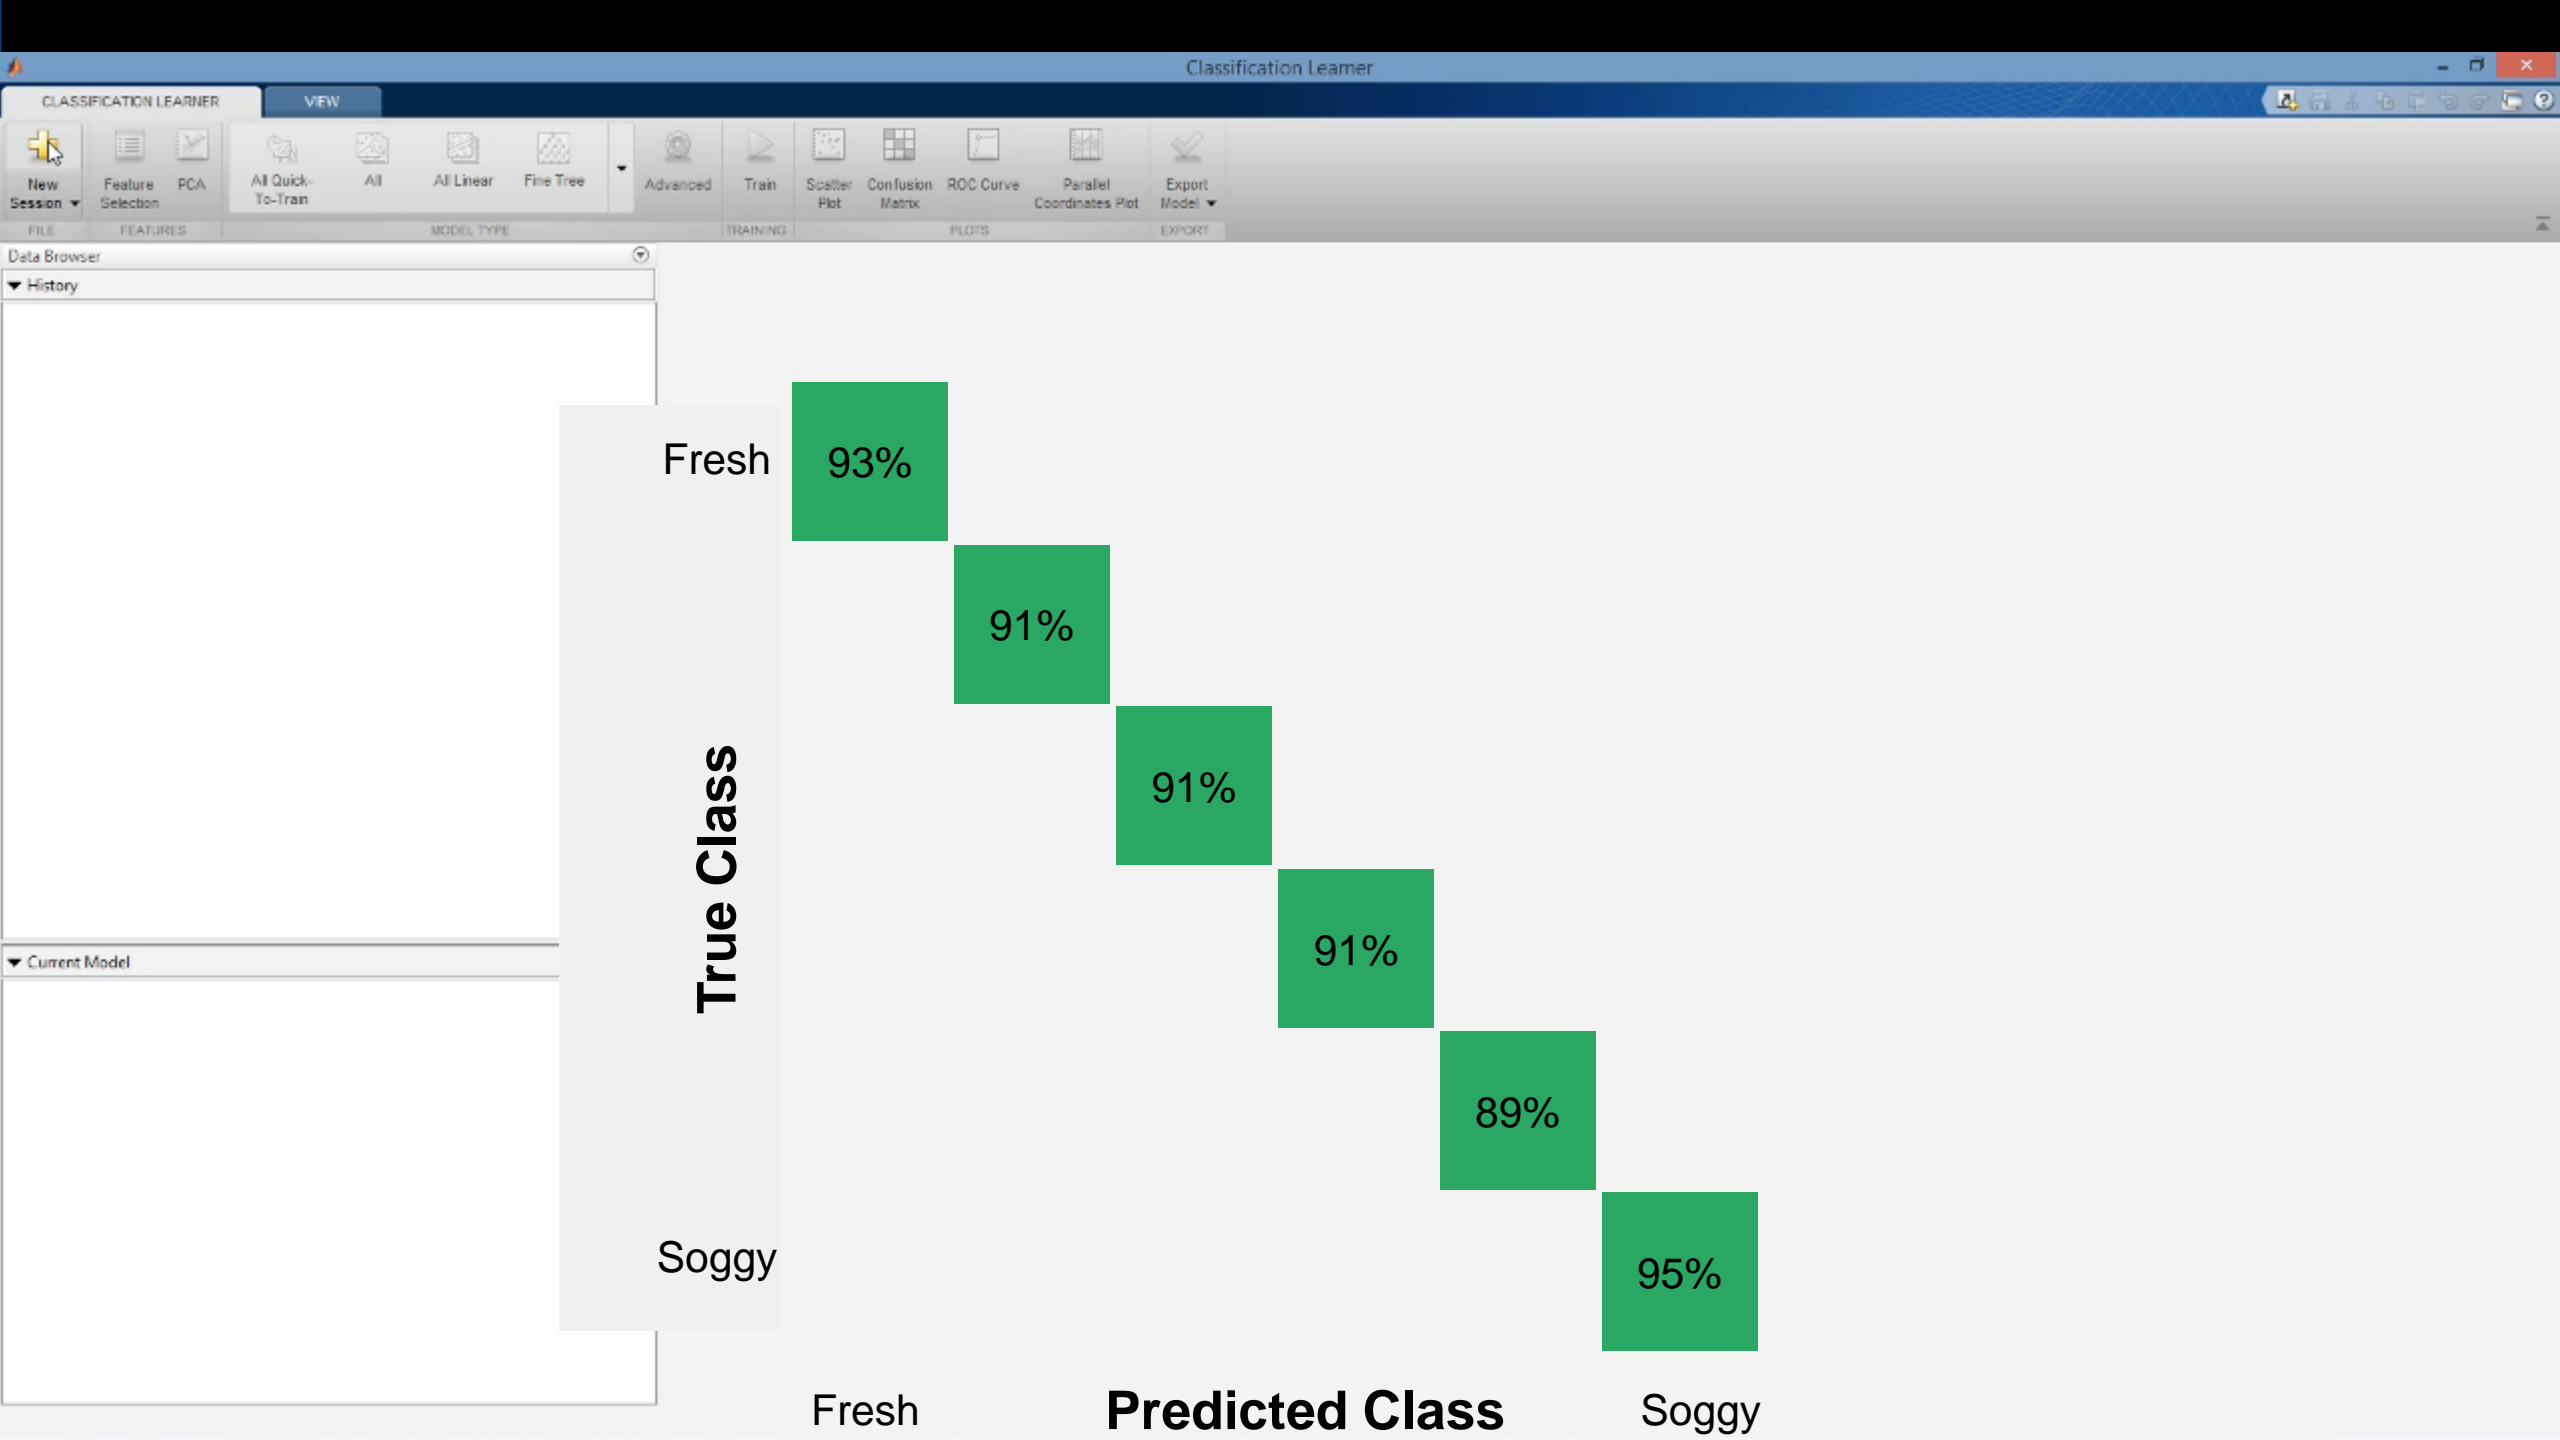 Classification Learner
CLASSIFICATION LEARNER
VIEW
New
Session
Feature
Selection
PCA
All Quick-
To-Train
All
All Linear
Fine Tree
Advanced
Train
Scatter
Plot
Confusion
Matrix
ROC Curve
Parallel
Coordinates Plot
Export
Model
FILE
FEATURES
MODEL TYPE
TRAINING
PLOTS
EXPORT
Data Browser
History
Fresh
93%
91%
91%
True Class
91%
Current Model
89%
Soggy
95%
Fresh
Predicted Class
Soggy